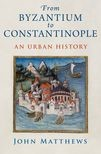 From
BYZANTIUM
to
CONSTANTINOPLE
AN URBAN HISTORY
JOHN MATTHEWS